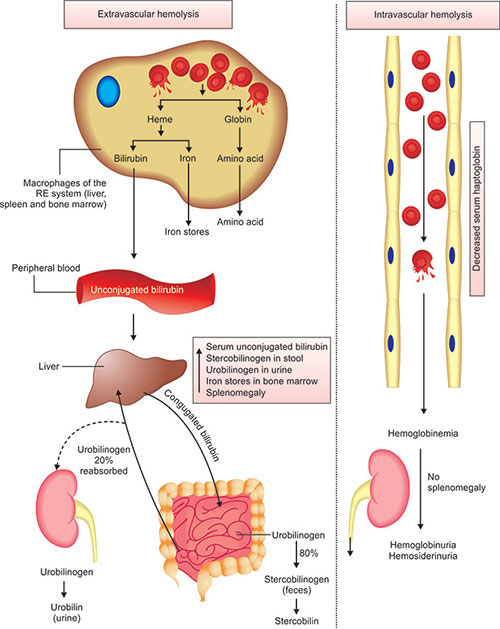 Extravascular hemolysis
Heme
Globin
Bilirubin
Iron
Amino acid
Macrophages of the
RE system (liver,
spleen and bone marrow)
Amino acid
Iron stores
Peripheral blood
Unconjugated bilirubin
Serum unconjugated bilirubin
Stercobilinogen in stool
Urobilinogen in urine
Iron stores in bone marrow
Splenomegaly
Liver
Congugated bilirubin
Urobilinogen
20%
reabsorbed
Urobilinogen
80%
Stercobilinogen
(feces)
Stercobilin
Urobilinogen
Urobilin
(urine)
Intravascular hemolysis
Decreased serum haptoglobin
Hemoglobinemia
No
splenomegaly
Hemoglobinuria
Hemosiderinuria